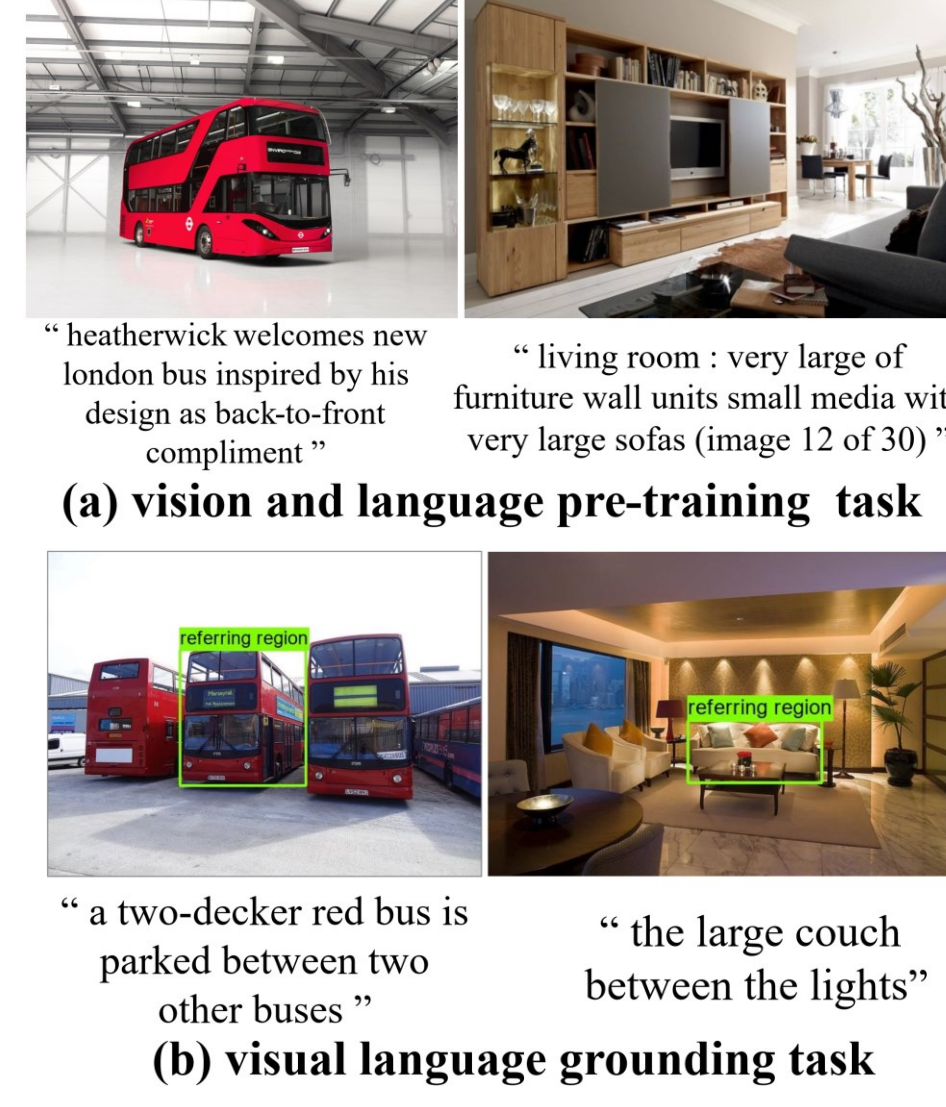 “ heatherwick welcomes new
london bus inspired by his
design as back-to-front
compliment ”
“ living room : very large of
furniture wall units small media wit
very large sofas (image 12 of 30) ”
(a) vision and language pre-training task
referring region
referring region
“ a two-decker red bus is
parked between two
other buses ”
“ the large couch
between the lights”
(b) visual language grounding task